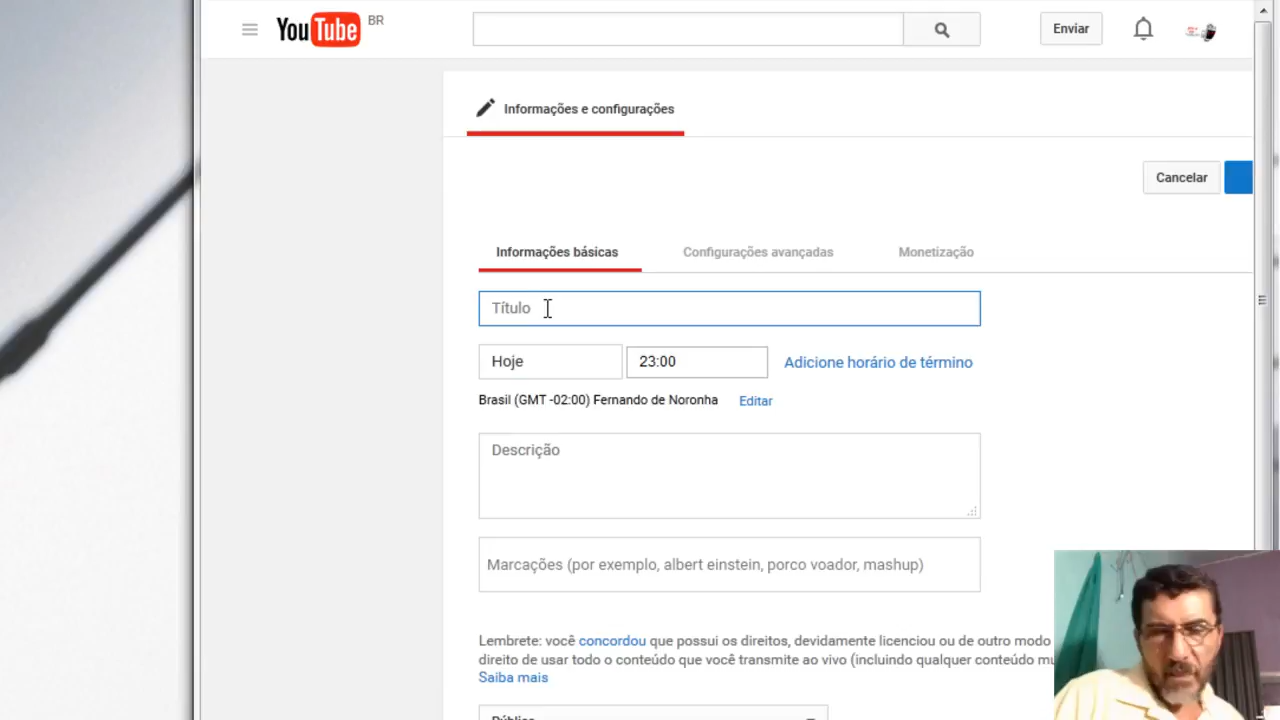 YouTube BR
Enviar
Informações e configurações
Cancelar
Informações básicas Configurações avançadas Monetização
Título
Hoje 23:00 Adicione horário de término
Brasil (GMT -02:00) Fernando de Noronha Editar
Descrição
Marcações (por exemplo, albert einstein, porco voador, mashup)
Lembrete: você concordou que possui os direitos, devidamente licenciou ou de outro modo
direito de usar todo o conteúdo que você transmite ao vivo (incluindo qualquer conteúdo mu
Saiba mais
Público